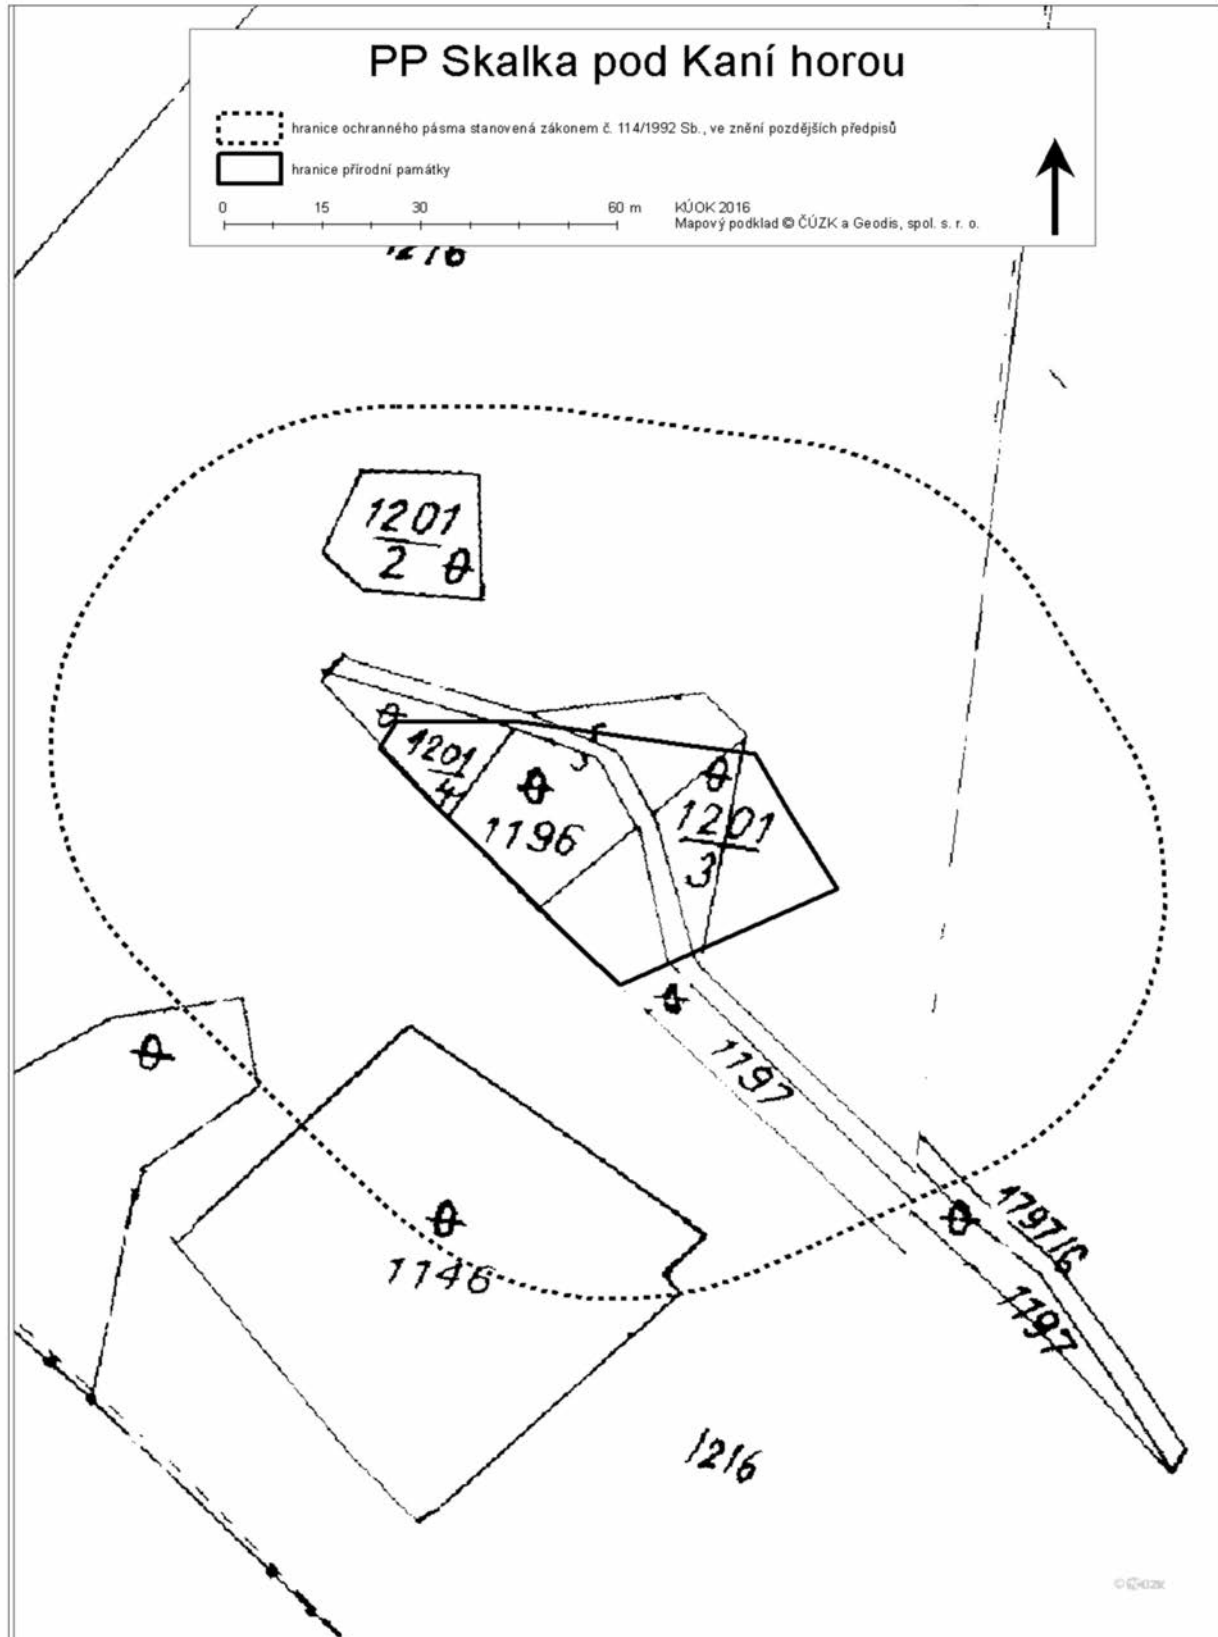 PP Skalka pod Kaní horou
hranice ochranného pásma stanovená zákonem č. 114/1992 Sb., ve znění pozdějších předpisů
hranice přírodní památky
0 15 30 60 m
KÚOK 2016
Mapový podklad © ČÚZK a Geodis, spol. s. r. o.
1216
1201
2
1201
4
1196
1201
3
1197
1797/6
1197
1146
1216
© ČÚZK